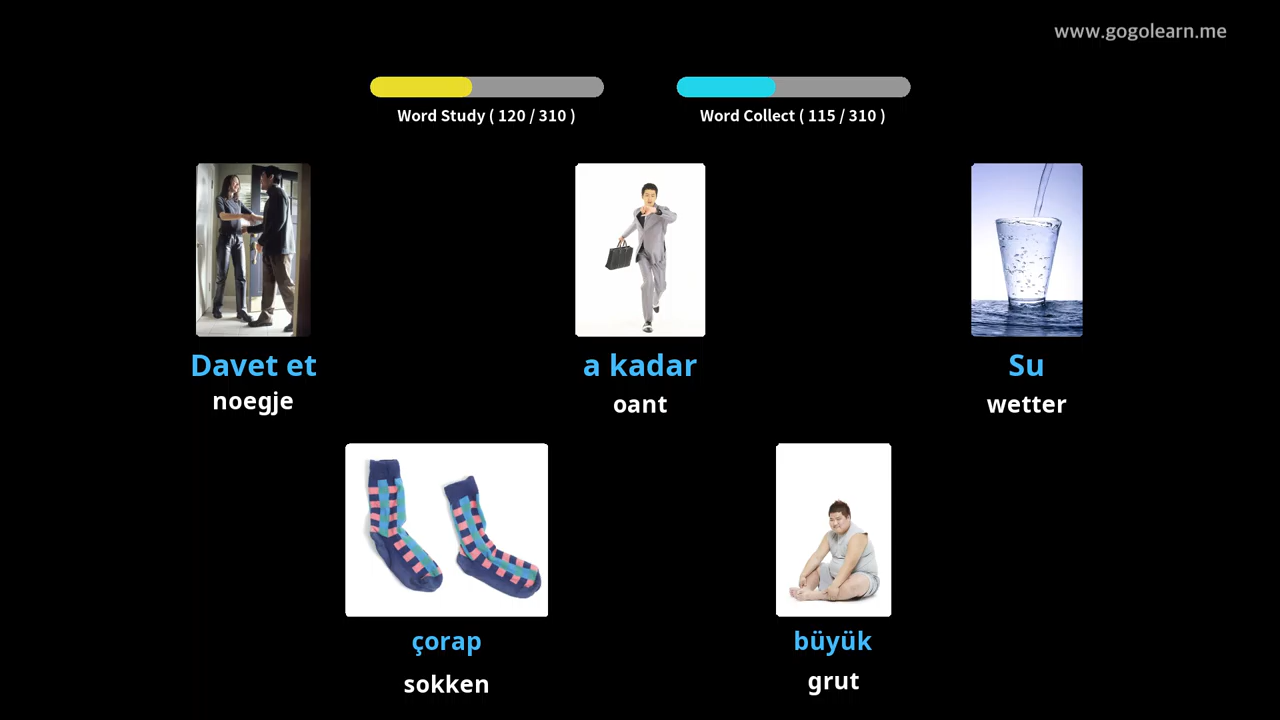 www.gogolearn.me
Word Study ( 120 / 310 )
Word Collect ( 115 / 310 )
Davet et
noegje
a kadar
oant
Su
wetter
çorap
sokken
büyük
grut